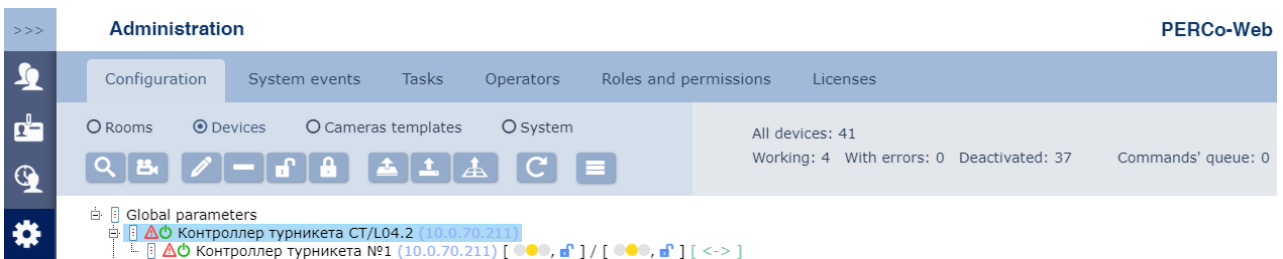 >>> Administration PERCo-Web
Configuration System events Tasks Operators Roles and permissions Licenses
Rooms Devices Cameras templates System
All devices: 41
Working: 4 With errors: 0 Deactivated: 37 Commands' queue: 0
Global parameters
Контроллер турникета CT/L04.2 (10.0.70.211)
Контроллер турникета №1 (10.0.70.211) [ , ] / [ , ] [ <-> ]